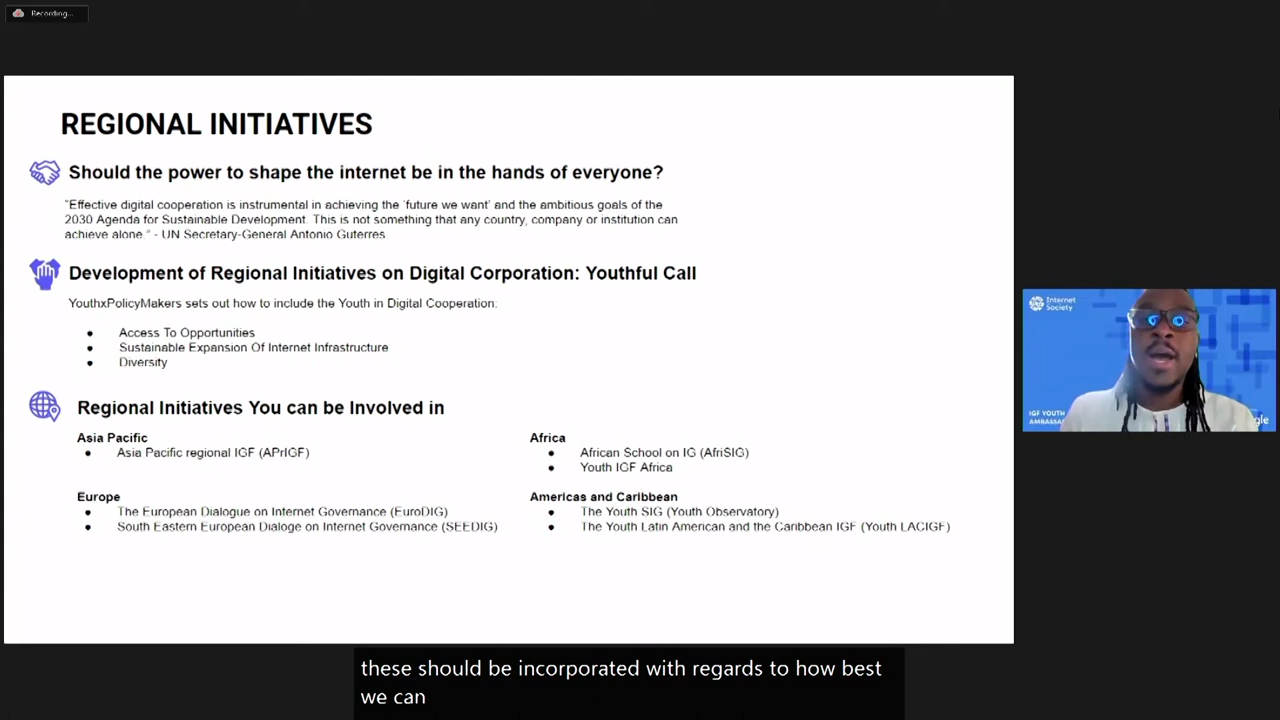 Recording...
REGIONAL INITIATIVES
Should the power to shape the internet be in the hands of everyone?
"Effective digital cooperation is instrumental in achieving the 'future we want' and the ambitious goals of the
2030 Agenda for Sustainable Development. This is not something that any country, company or institution can
achieve alone." - UN Secretary-General Antonio Guterres
Development of Regional Initiatives on Digital Corporation: Youthful Call
YouthxPolicyMakers sets out how to include the Youth in Digital Cooperation:
● Access To Opportunities
● Sustainable Expansion Of Internet Infrastructure
● Diversity
Regional Initiatives You can be Involved in
Asia Pacific
● Asia Pacific regional IGF (APrIGF)
Africa
● African School on IG (AfriSIG)
● Youth IGF Africa
Europe
● The European Dialogue on Internet Governance (EuroDIG)
● South Eastern European Dialoge on Internet Governance (SEEDIG)
Americas and Caribbean
● The Youth SIG (Youth Observatory)
● The Youth Latin American and the Caribbean IGF (Youth LACIGF)
Internet
Society
IGF YOUTH
AMBASSA
gle
these should be incorporated with regards to how best
we can